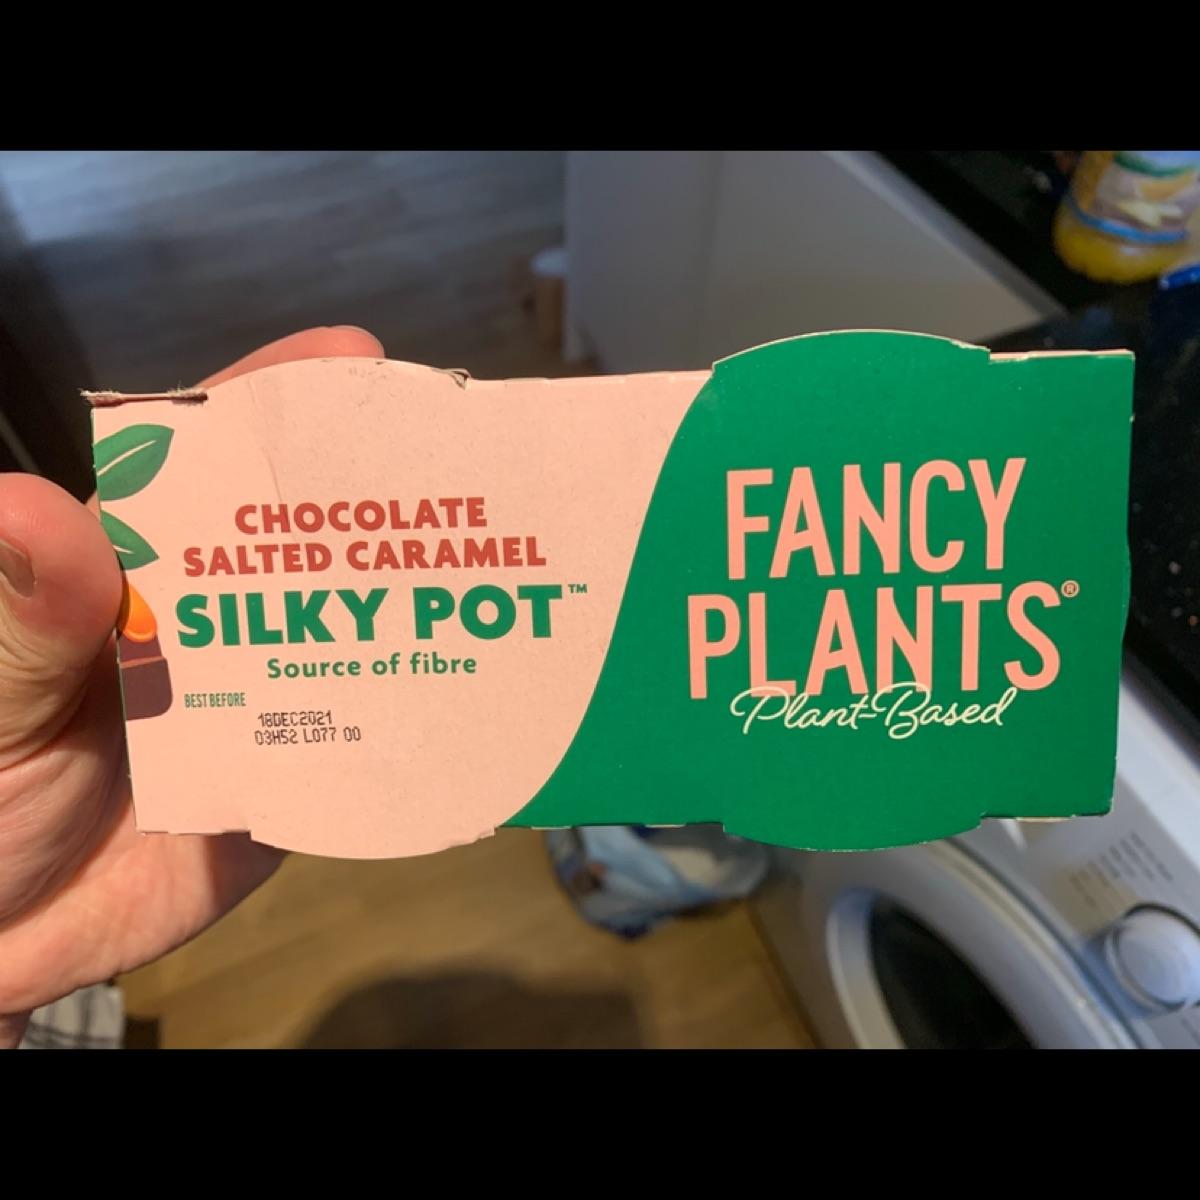 CHOCOLATE
SALTED CARAMEL
SILKY POT™
Source of fibre
BEST BEFORE
18DEC2021
03H52 L077 00
FANCY
PLANTS®
Plant-Based